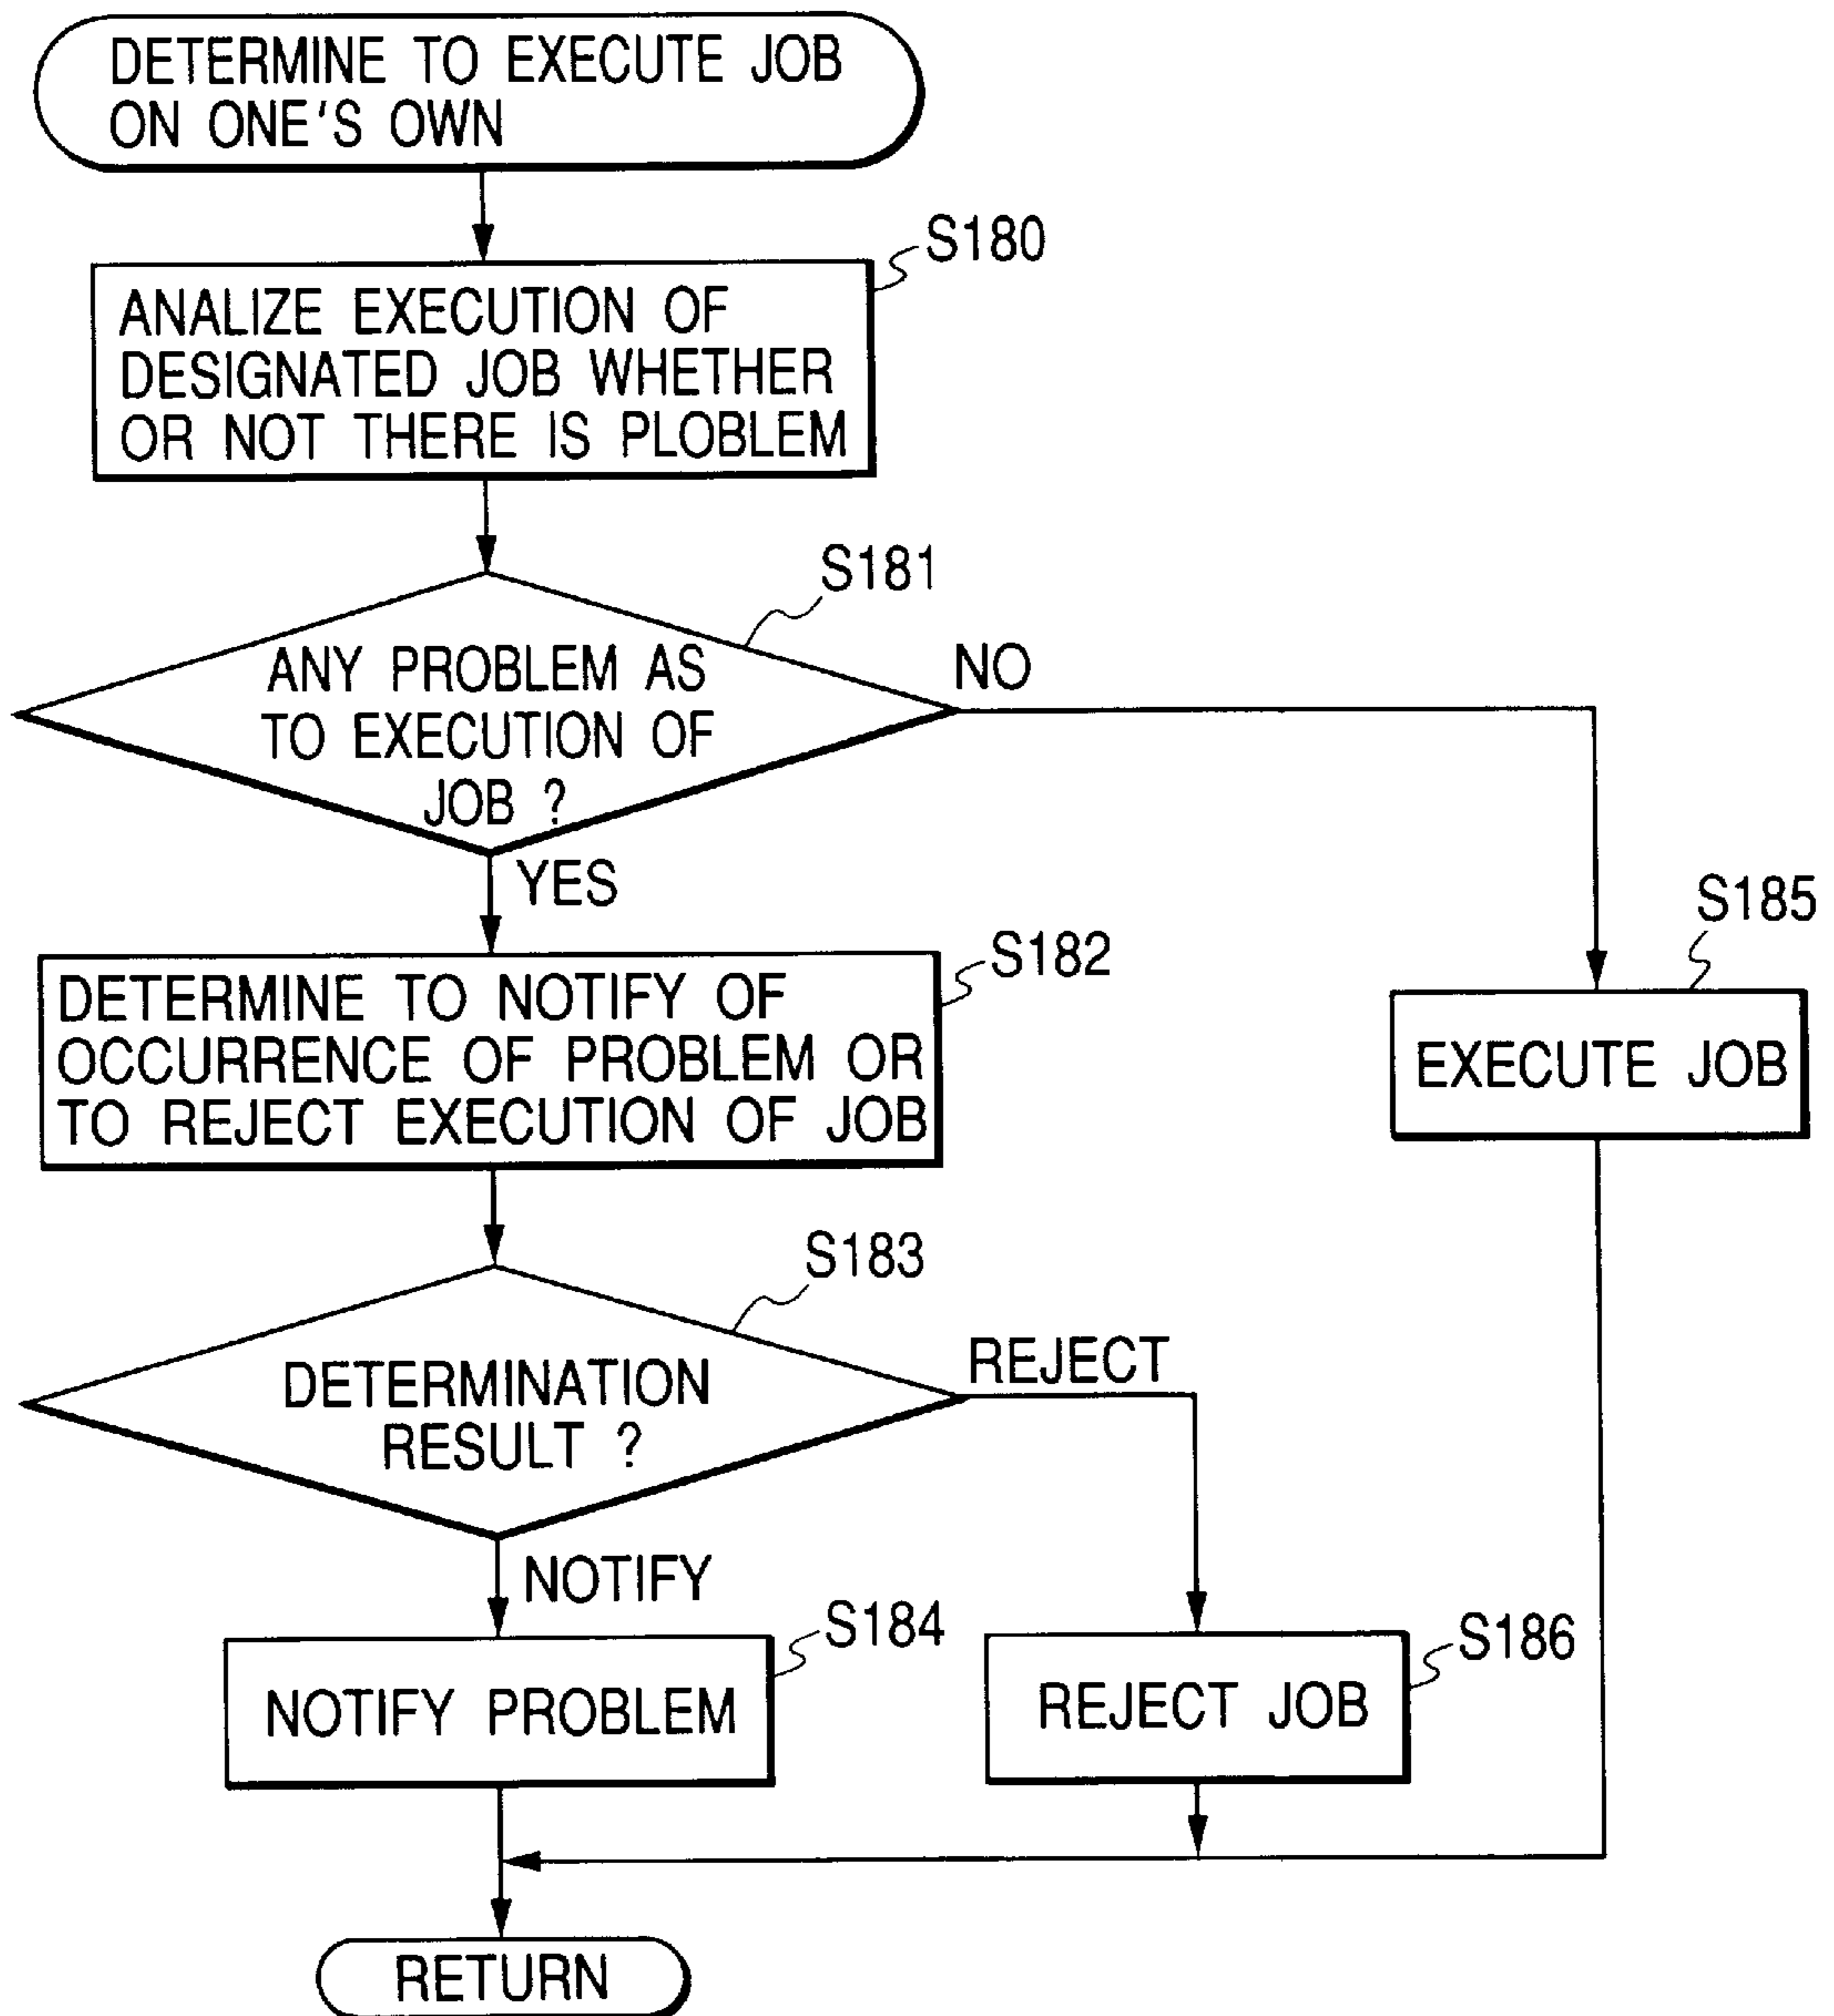 DETERMINE TO EXECUTE JOB
ON ONE'S OWN
S180
ANALIZE EXECUTION OF
DESIGNATED JOB WHETHER
OR NOT THERE IS PLOBLEM
S181
ANY PROBLEM AS
TO EXECUTION OF
JOB ?
NO
YES
S182
DETERMINE TO NOTIFY OF
OCCURRENCE OF PROBLEM OR
TO REJECT EXECUTION OF JOB
S185
EXECUTE JOB
S183
DETERMINATION
RESULT ?
REJECT
NOTIFY
S184
NOTIFY PROBLEM
S186
REJECT JOB
RETURN